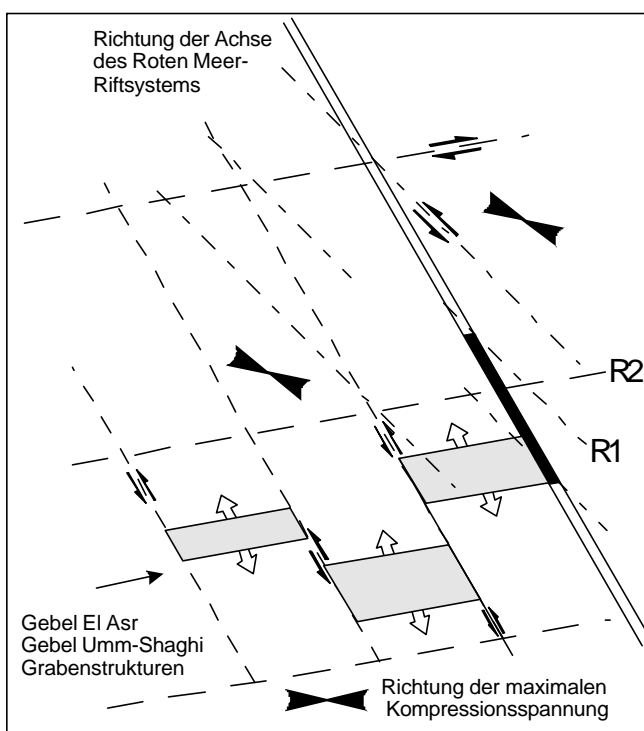 Richtung der Achse
des Roten Meer-
Riftsystems
R2
R1
Gebel El Asr
Gebel Umm-Shaghi
Grabenstrukturen
Richtung der maximalen
Kompressionsspannung